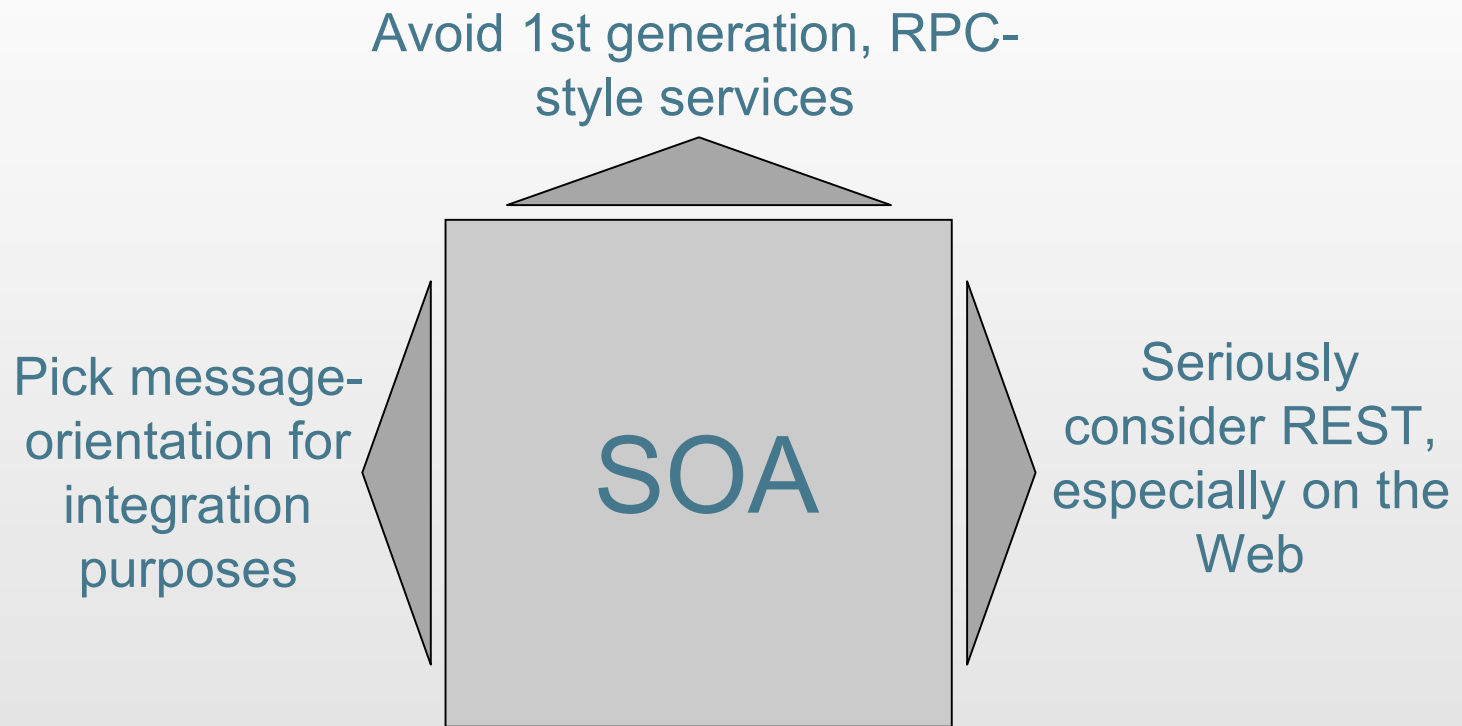 Avoid 1st generation, RPC-
style services
Pick message-
orientation for
integration
purposes
SOA
Seriously
consider REST,
especially on the
Web